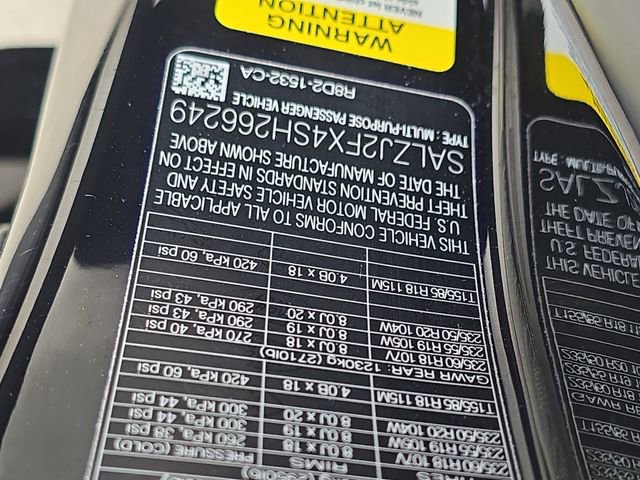 (2350lb)
RIMS PRESSURE (COLD)
235/60 R18 107V 8.0J x 18 260 kPa, 38 psi
235/55 R19 105W 8.0J x 19 300 kPa, 44 psi
235/50 R20 104W 8.0J x 20 300 kPa, 44 psi
T155/85 R18 115M 4.0B x 18 420 kPa, 60 psi
GAWR REAR: 1230kg (2710lb)
235/60 R18 107V 8.0J x 18 270 kPa, 40 psi
235/55 R19 105W 8.0J x 19 290 kPa, 43 psi
235/50 R20 104W 8.0J x 20 290 kPa, 43 psi
T155/85 R18 115M 4.0B x 18 420 kPa, 60 psi
THIS VEHICLE CONFORMS TO ALL APPLICABLE
U.S. FEDERAL MOTOR VEHICLE SAFETY AND
THEFT PREVENTION STANDARDS IN EFFECT ON
THE DATE OF MANUFACTURE SHOWN ABOVE
SALZJ2FX4SH266249
TYPE : MULTI-PURPOSE PASSENGER VEHICLE
R8D2-1532-CA
WARNING
ATTENTION
NEVER